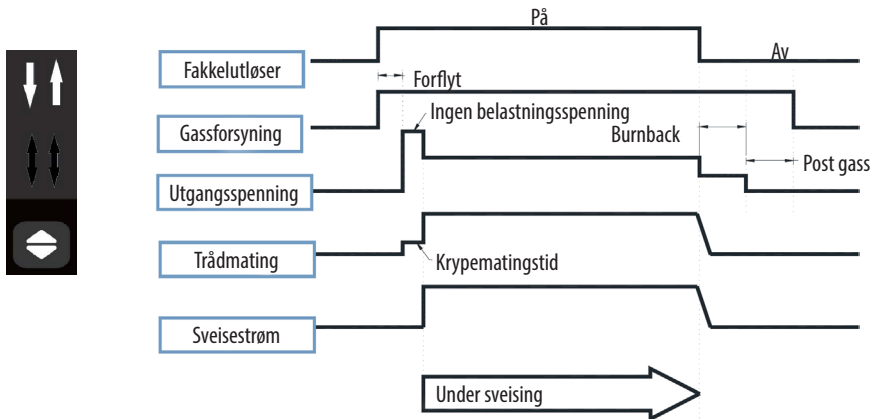 På
Fakkelutløser
Av
Forflyt
Ingen belastningsspenning
Gassforsyning
Burnback
Post gass
Utgangsspenning
Trådmating
Krypematingstid
Sveisestrøm
Under sveising